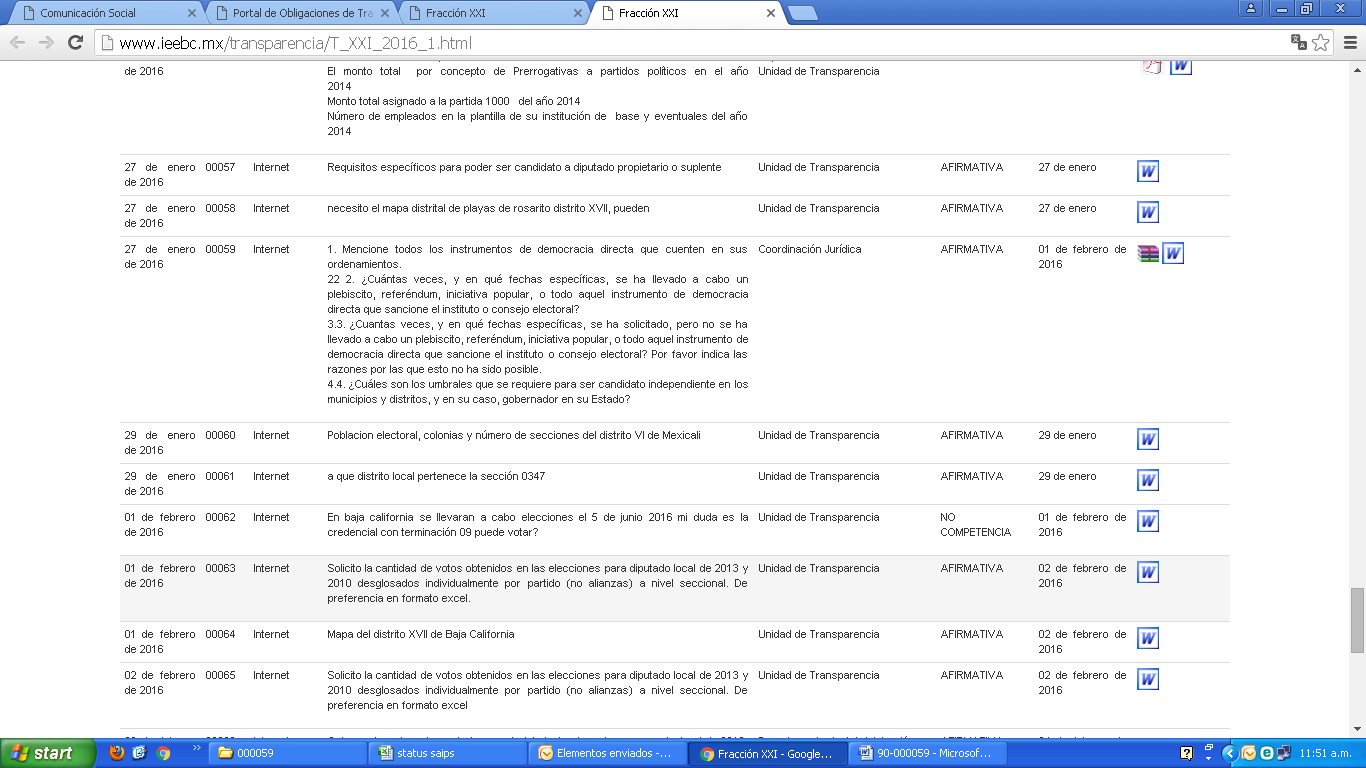 Comunicación Social
Portal de Obligaciones de Tra
Fracción XXI
Fracción XXI
www.ieebc.mx/transparencia/T_XXI_2016_1.html
de 2016
El monto total por concepto de Prerrogativas a partidos políticos en el año
Unidad de Transparencia
2014
Monto total asignado a la partida 1000 del año 2014
Número de empleados en la plantilla de su institución de base y eventuales del año
2014
27 de enero 00057 Internet Requisitos específicos para poder ser candidato a diputado propietario o suplente Unidad de Transparencia AFIRMATIVA 27 de enero
de 2016
27 de enero 00058 Internet necesito el mapa distrital de playas de rosarito distrito XVII, pueden Unidad de Transparencia AFIRMATIVA 27 de enero
de 2016
27 de enero 00059 Internet 1. Mencione todos los instrumentos de democracia directa que cuenten en sus Coordinación Jurídica AFIRMATIVA 01 de febrero de
de 2016 ordenamientos. 2016
22 2. ¿Cuántas veces, y en qué fechas específicas, se ha llevado a cabo un
plebiscito, referéndum, iniciativa popular, o todo aquel instrumento de democracia
directa que sancione el instituto o consejo electoral?
3.3. ¿Cuantas veces, y en qué fechas específicas, se ha solicitado, pero no se ha
llevado a cabo un plebiscito, referéndum, iniciativa popular, o todo aquel instrumento de
democracia directa que sancione el instituto o consejo electoral? Por favor indica las
razones por las que esto no ha sido posible.
4.4. ¿Cuáles son los umbrales que se requiere para ser candidato independiente en los
municipios y distritos, y en su caso, gobernador en su Estado?
29 de enero 00060 Internet Poblacion electoral, colonias y número de secciones del distrito VI de Mexicali Unidad de Transparencia AFIRMATIVA 29 de enero
de 2016
29 de enero 00061 Internet a que distrito local pertenece la sección 0347 Unidad de Transparencia AFIRMATIVA 29 de enero
de 2016
01 de febrero 00062 Internet En baja california se llevaran a cabo elecciones el 5 de junio 2016 mi duda es la Unidad de Transparencia NO 01 de febrero de
de 2016 credencial con terminación 09 puede votar? COMPETENCIA 2016
01 de febrero 00063 Internet Solicito la cantidad de votos obtenidos en las elecciones para diputado local de 2013 y Unidad de Transparencia AFIRMATIVA 02 de febrero de
de 2016 2010 desglosados individualmente por partido (no alianzas) a nivel seccional. De 2016
preferencia en formato excel.
01 de febrero 00064 Internet Mapa del distrito XVII de Baja California Unidad de Transparencia AFIRMATIVA 02 de febrero de
de 2016 2016
02 de febrero 00065 Internet Solicito la cantidad de votos obtenidos en las elecciones para diputado local de 2013 y Unidad de Transparencia AFIRMATIVA 02 de febrero de
de 2016 2010 desglosados individualmente por partido (no alianzas) a nivel seccional. De 2016
preferencia en formato excel
start
000059
status saips
Elementos enviados -...
Fracción XXI - Google...
90-000059 - Microsof...
11:51 a.m.